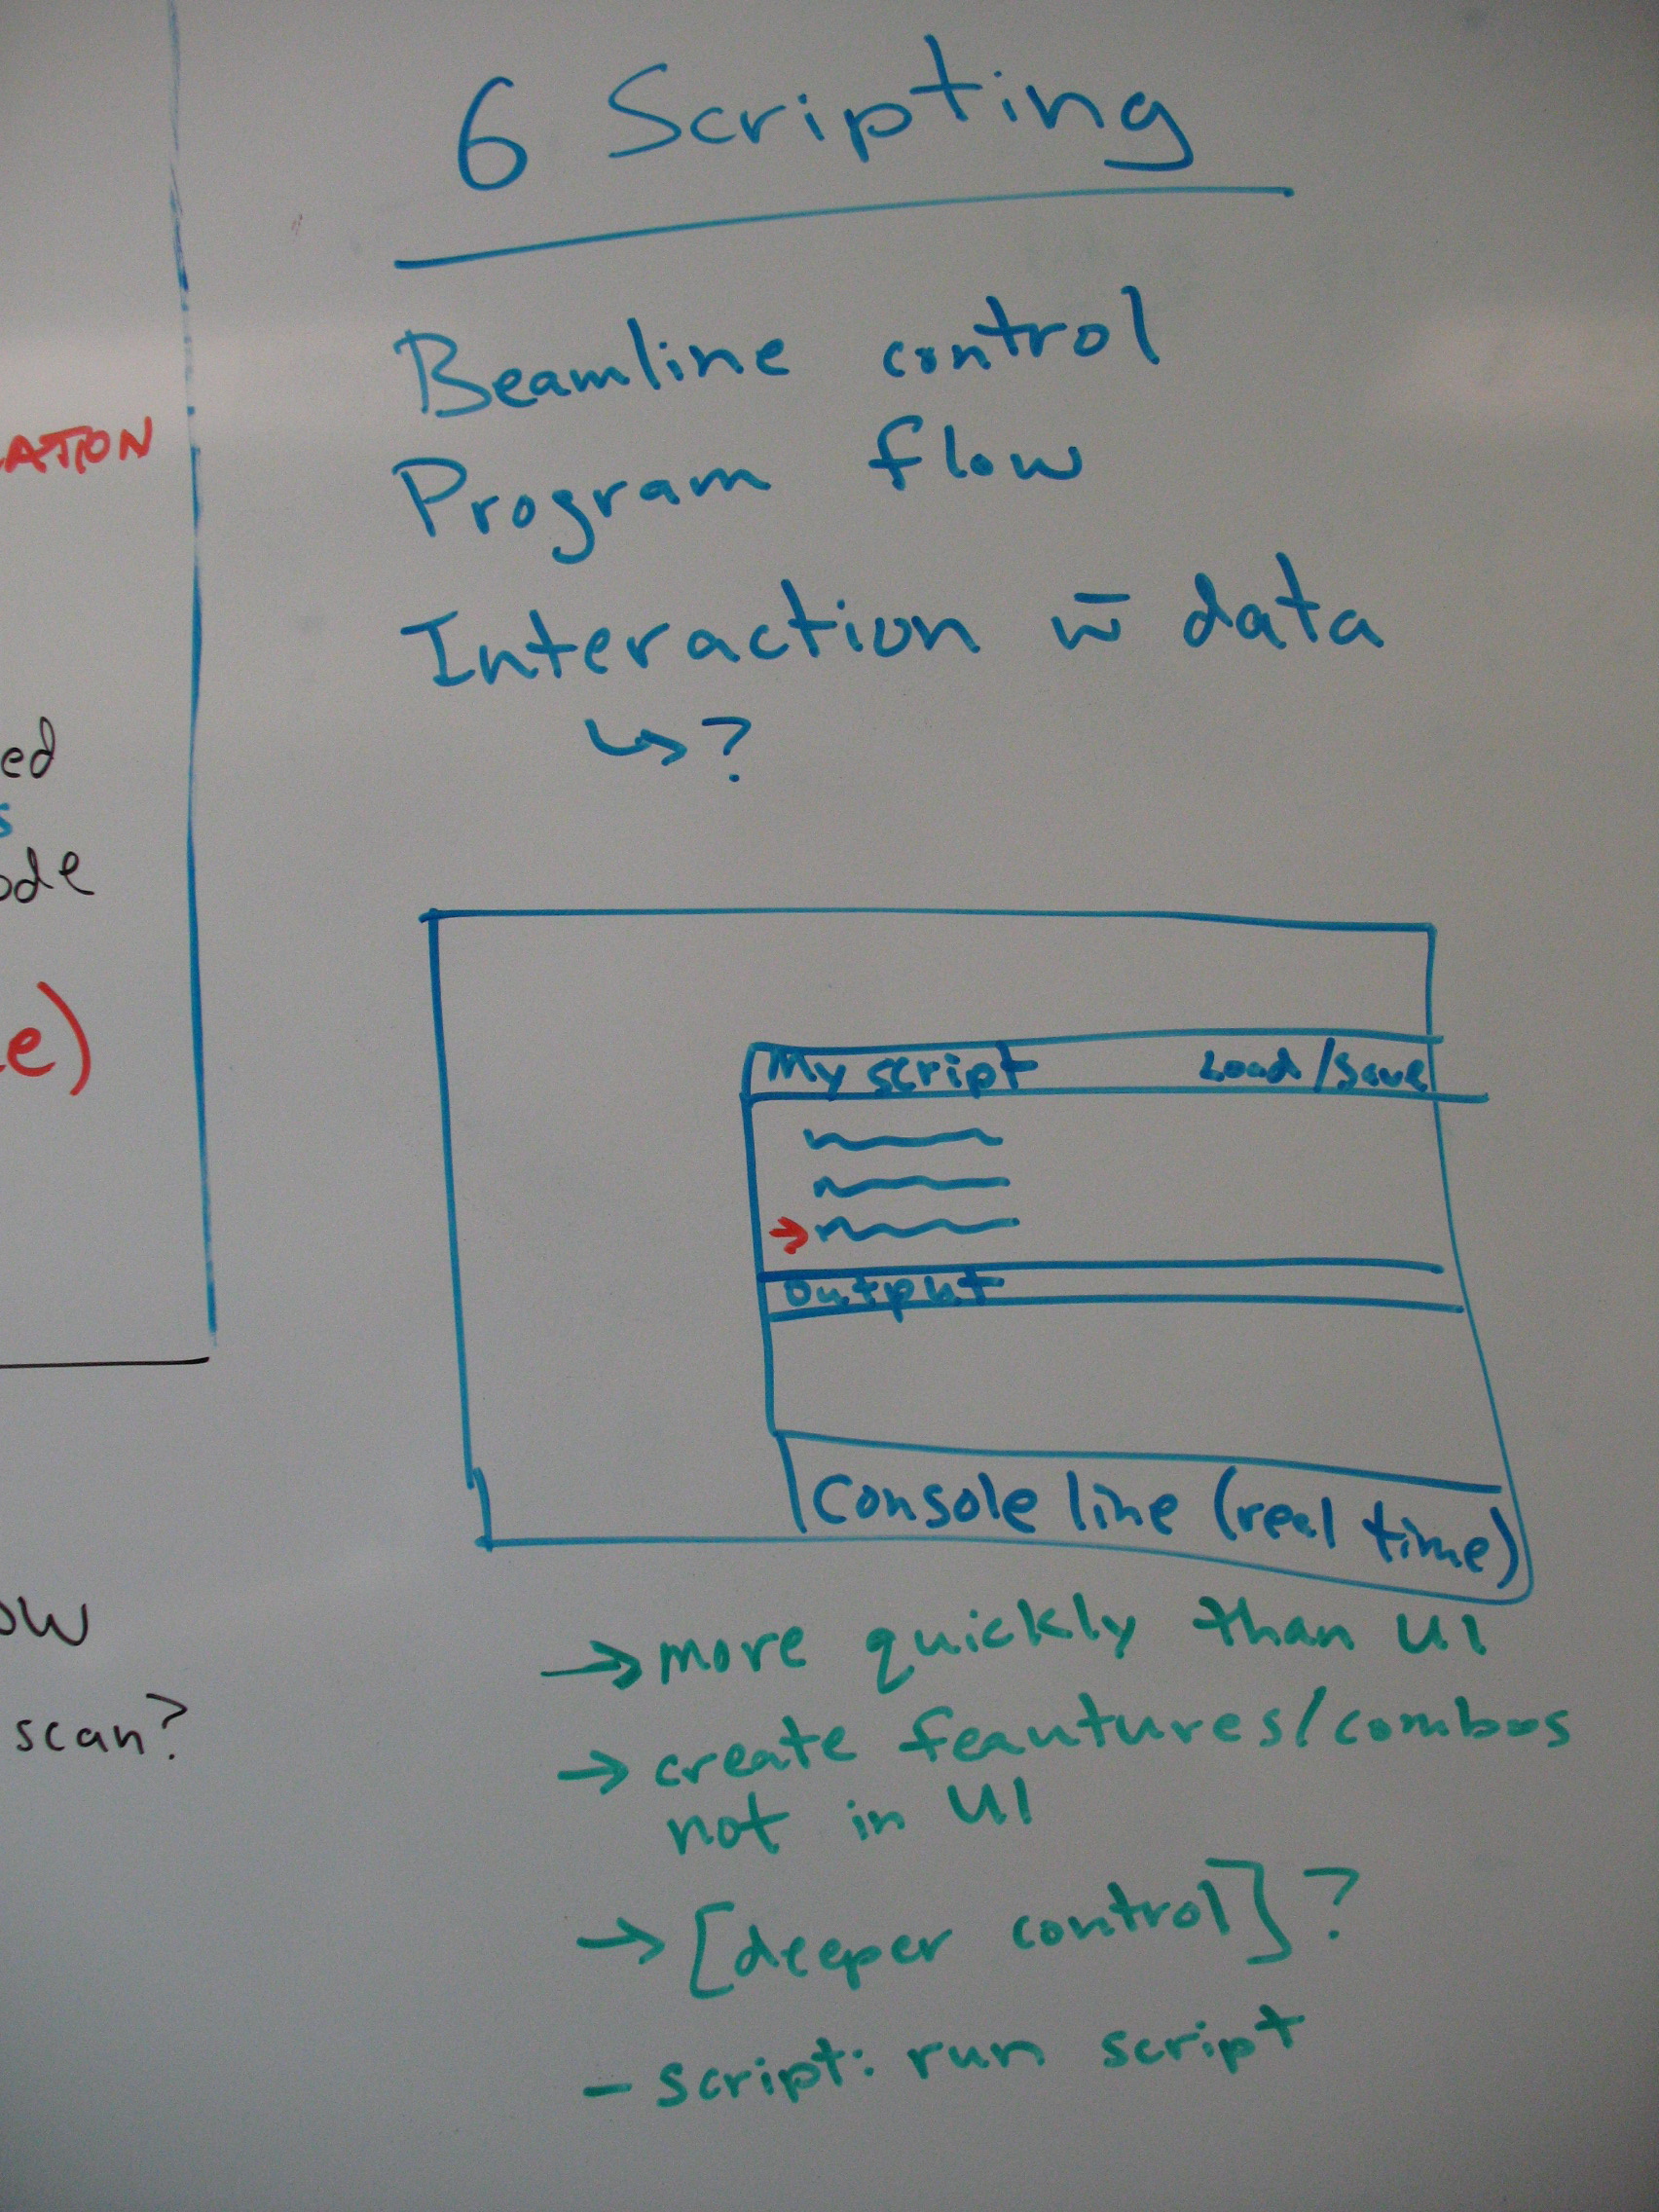 6 Scripting
Beamline control
Program flow
Interaction w̄ data
↳ ?
My script Load/Save
→
output
Console line (real time)
→ more quickly than UI
→ create feautures/combos
not in UI
→ [deeper control]?
- script: run script
ATION
ed
s
ode
e)
ow
scan?